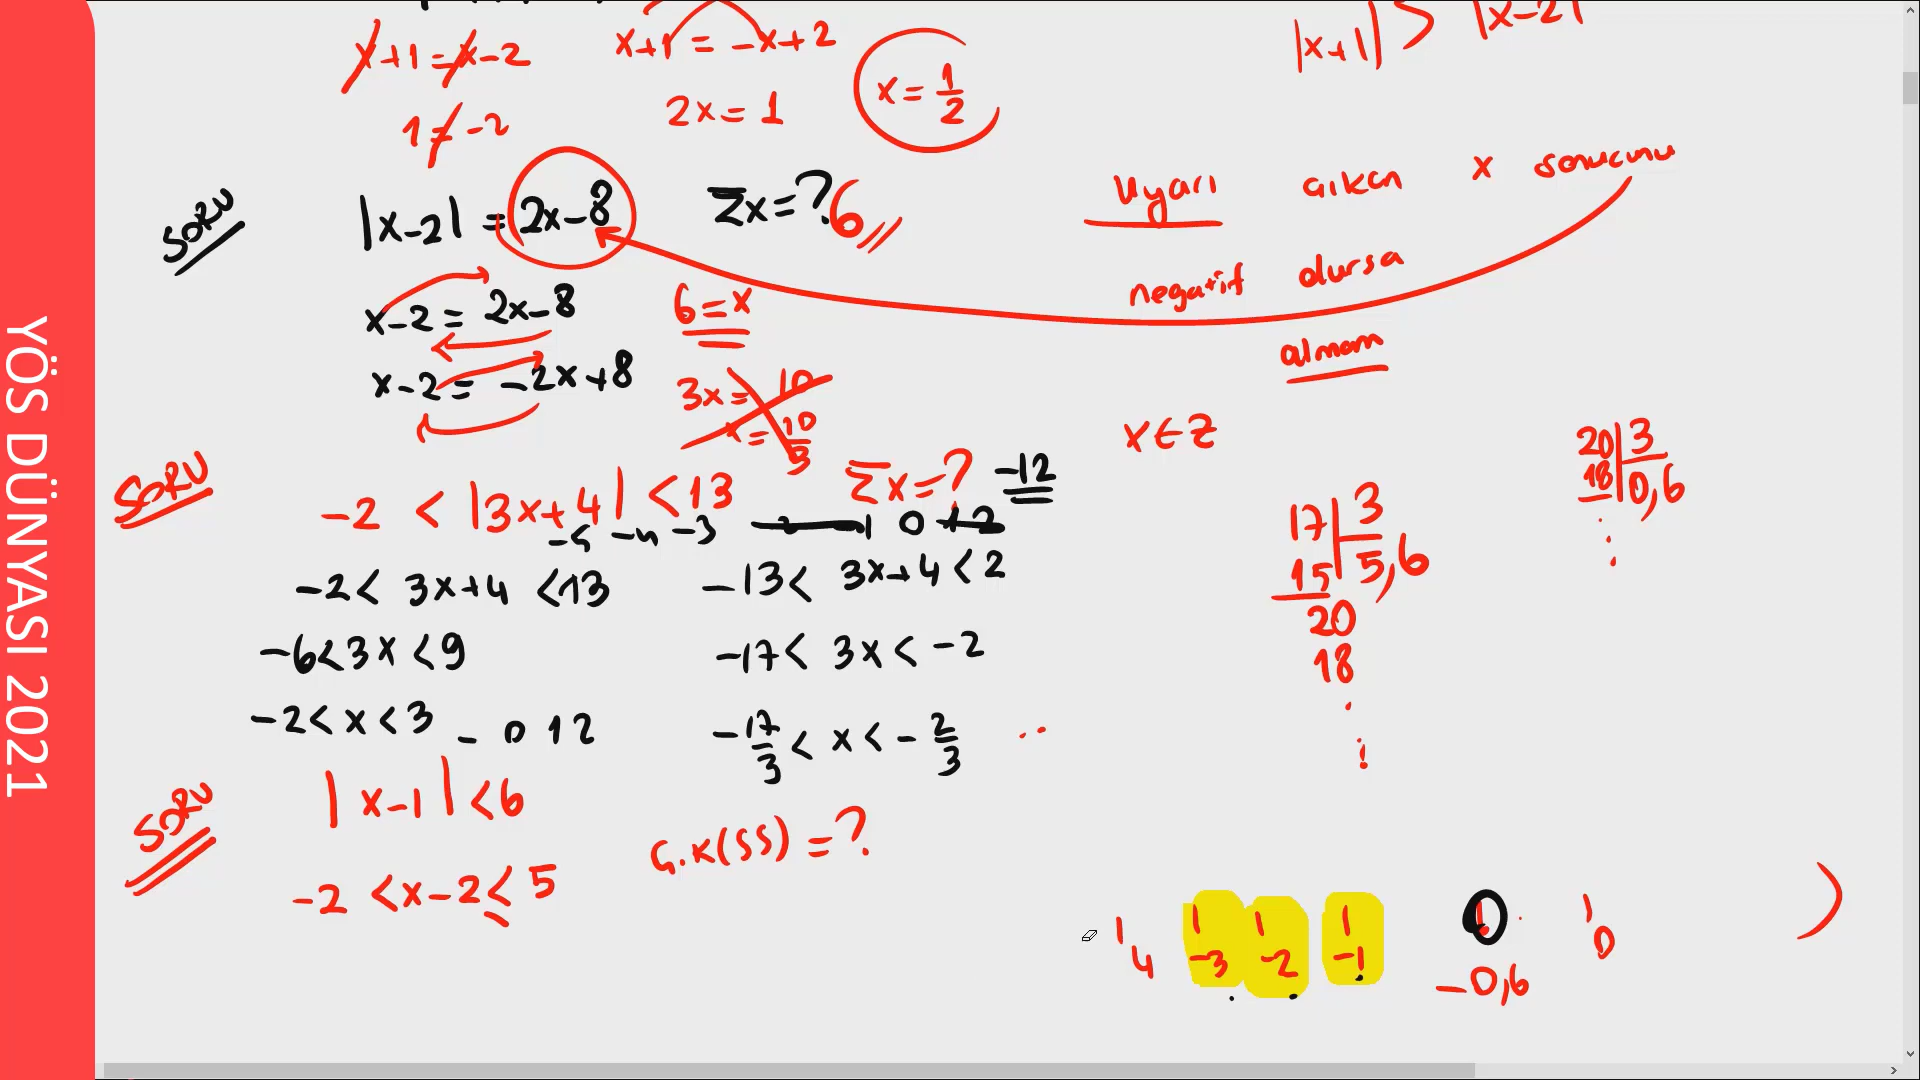 YÖS DÜNYASI 2021
x+1=x-2
x+1 = -x+2
|x+1| > |x-2|
1≠-2
2x = 1
x = 1/2
SORU
|x-2| = 2x-8
Σx=? 6
Uyarı çıkan x sonucunu
negatif olursa
almam
x-2 = 2x-8
6=x
x-2 = -2x+8
3x = 10
x = 10/3
x∈Z
SORU
-2 < |3x+4| < 13
Σx=? -12
-5 -4 -3
0
-2 < 3x+4 < 13
-13 < 3x+4 < 2
-6<3x<9
-17 < 3x < -2
-2<x<3
- 0 1 2
-17/3 < x < -2/3
17 | 3
15 | 5,6
20
18
20 | 3
18 | 0,6
SORU
|x-1| < 6
Ç.K(SS) = ?
-2 < x-2 < 5
4 -3 -2 -1
-0,6
0